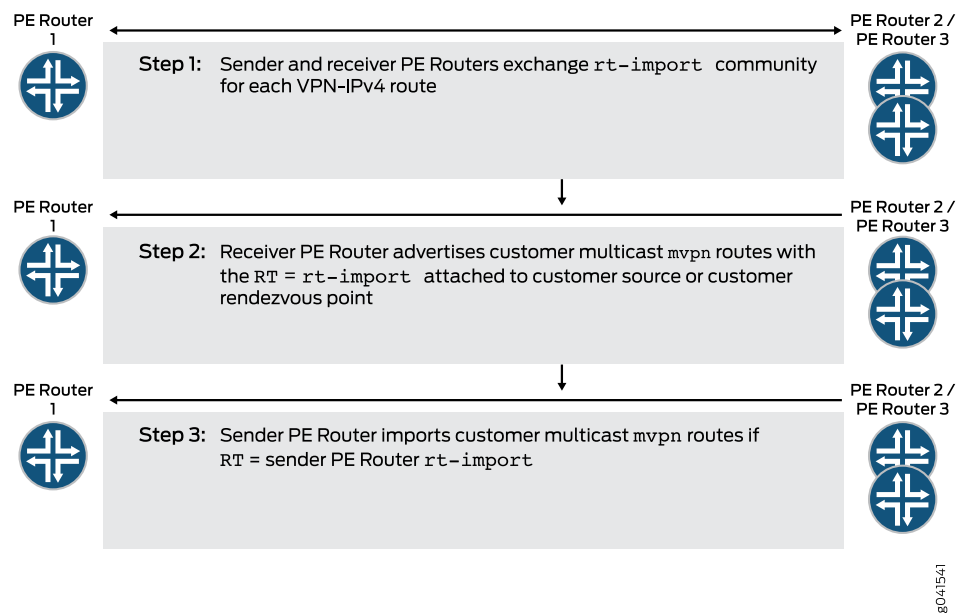 PE Router
1
PE Router 2 /
PE Router 3
Step 1: Sender and receiver PE Routers exchange rt-import community
for each VPN-IPv4 route
PE Router
1
PE Router 2 /
PE Router 3
Step 2: Receiver PE Router advertises customer multicast mvpn routes with
the RT = rt-import attached to customer source or customer
rendezvous point
PE Router
1
PE Router 2 /
PE Router 3
Step 3: Sender PE Router imports customer multicast mvpn routes if
RT = sender PE Router rt-import
g041541